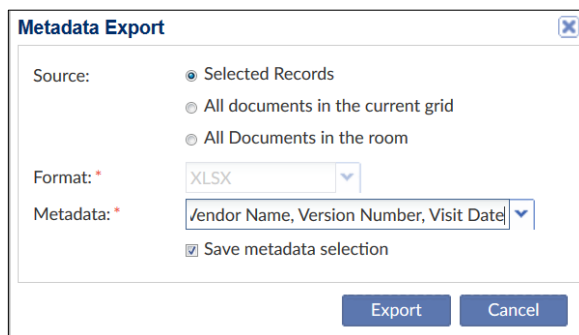 Metadata Export
Source:
Selected Records
All documents in the current grid
All Documents in the room
Format: *
XLSX
Metadata: *
Vendor Name, Version Number, Visit Date
Save metadata selection
Export
Cancel